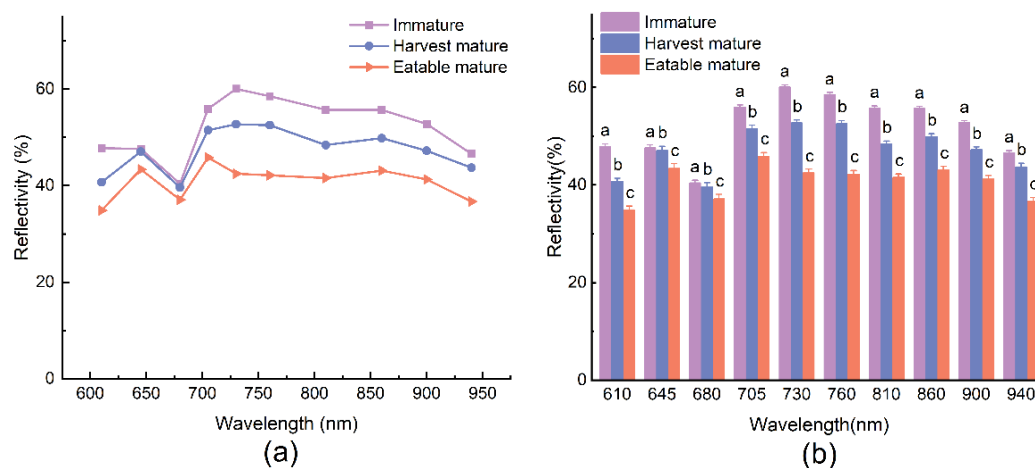 Immature
Harvest mature
Eatable mature
60
40
20
0
Reflectivity (%)
600 650 700 750 800 850 900 950
Wavelength (nm)
(a)
Immature
Harvest mature
Eatable mature
80
60
40
20
0
Reflectivity(%)
a b c a b c a b c a b c a b c a b c a b c a b c a b c a b c
610 645 680 705 730 760 810 860 900 940
Wavelength(nm)
(b)